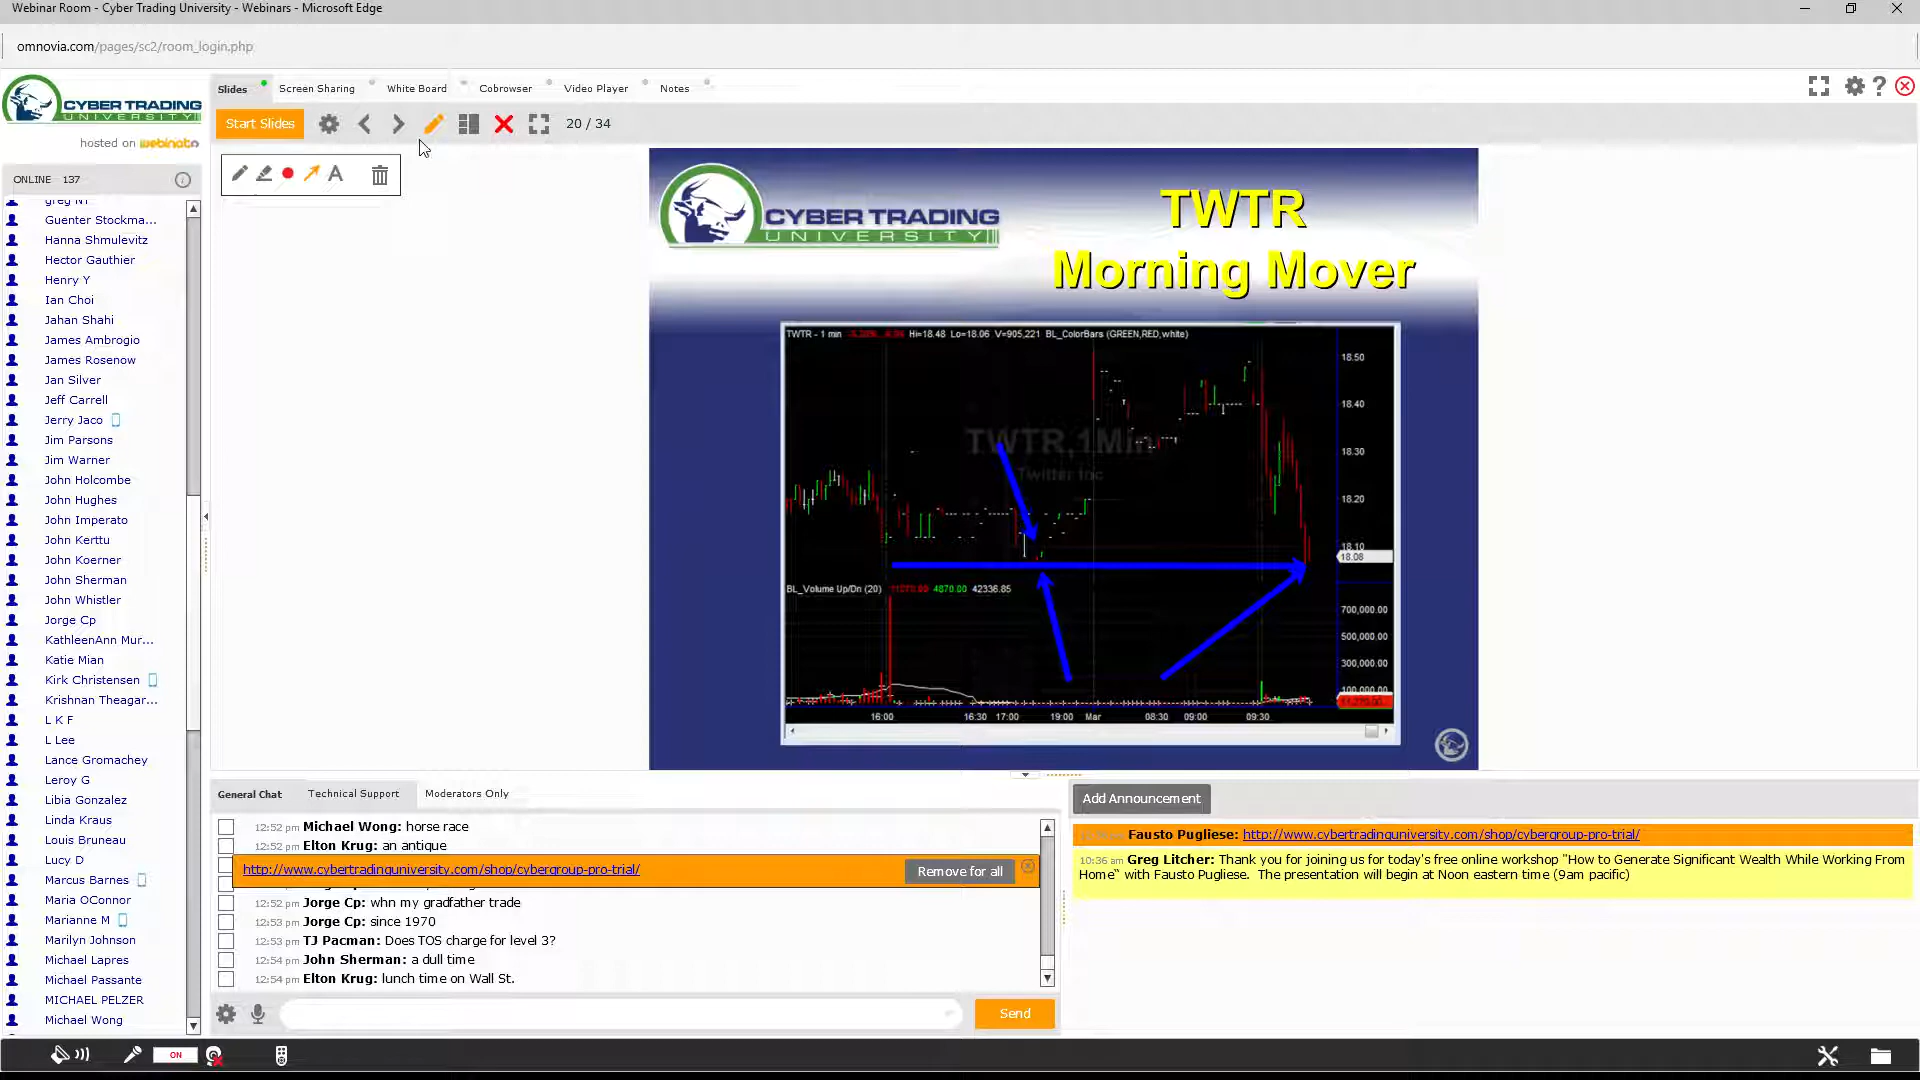 Webinar Room - Cyber Trading University - Webinars - Microsoft Edge
omnovia.com/pages/sc2/room_login.php
CYBER TRADING
UNIVERSITY
hosted on webinato
Slides
Screen Sharing
White Board
Cobrowser
Video Player
Notes
Start Slides
20 / 34
ONLINE 137
greg NY
Guenter Stockma...
Hanna Shmulevitz
Hector Gauthier
Henry Y
Ian Choi
Jahan Shahi
James Ambrogio
James Rosenow
Jan Silver
Jeff Carrell
Jerry Jaco
Jim Parsons
Jim Warner
John Holcombe
John Hughes
John Imperato
John Kerttu
John Koerner
John Sherman
John Whistler
Jorge Cp
KathleenAnn Mur...
Katie Mian
Kirk Christensen
Krishnan Theagar...
L K F
L Lee
Lance Gromachey
Leroy G
Libia Gonzalez
Linda Kraus
Louis Bruneau
Lucy D
Marcus Barnes
Maria OConnor
Marianne M
Marilyn Johnson
Michael Lapres
Michael Passante
MICHAEL PELZER
Michael Wong
CYBER TRADING
UNIVERSITY
TWTR
Morning Mover
TWTR - 1 min Hi=18.48 Lo=18.06 V=905,221 BL_ColorBars (GREEN,RED,white)
TWTR,1Min
Twitter Inc
18.50
18.40
18.30
18.20
18.10
18.08
BL_Volume Up/Dn (20) 4870.00 42336.85
700,000.00
500,000.00
300,000.00
100,000.00
16:00 16:30 17:00 19:00 Mar 08:30 09:00 09:30
General Chat
Technical Support
Moderators Only
12:52 pm Michael Wong: horse race
12:52 pm Elton Krug: an antique
http://www.cybertradinguniversity.com/shop/cybergroup-pro-trial/
Remove for all
12:52 pm Jorge Cp: whn my gradfather trade
12:53 pm Jorge Cp: since 1970
12:53 pm TJ Pacman: Does TOS charge for level 3?
12:54 pm John Sherman: a dull time
12:54 pm Elton Krug: lunch time on Wall St.
Send
Add Announcement
Fausto Pugliese: http://www.cybertradinguniversity.com/shop/cybergroup-pro-trial/
10:36 am Greg Litcher: Thank you for joining us for today's free online workshop "How to Generate Significant Wealth While Working From
Home" with Fausto Pugliese. The presentation will begin at Noon eastern time (9am pacific)
ON